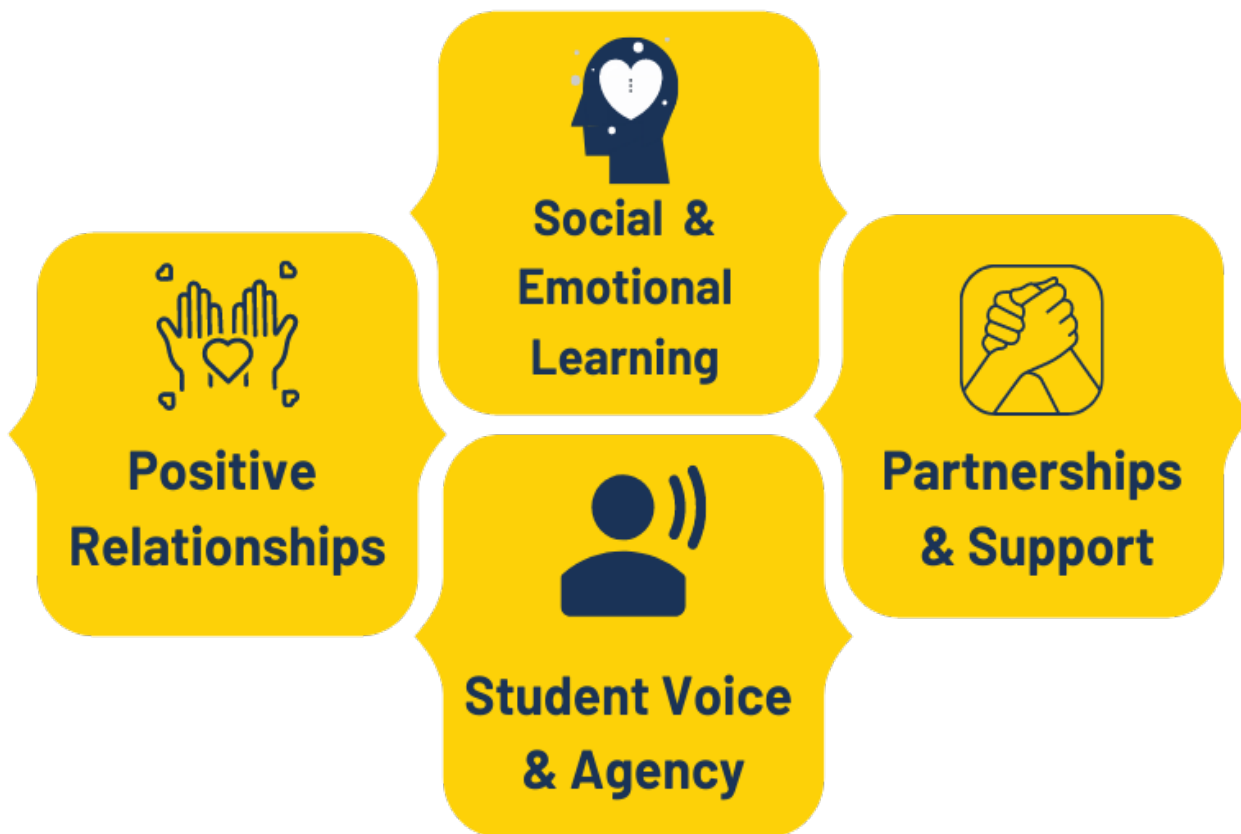 Social & 
Emotional
Learning
Positive
Relationships
Partnerships
& Support
Student Voice
& Agency